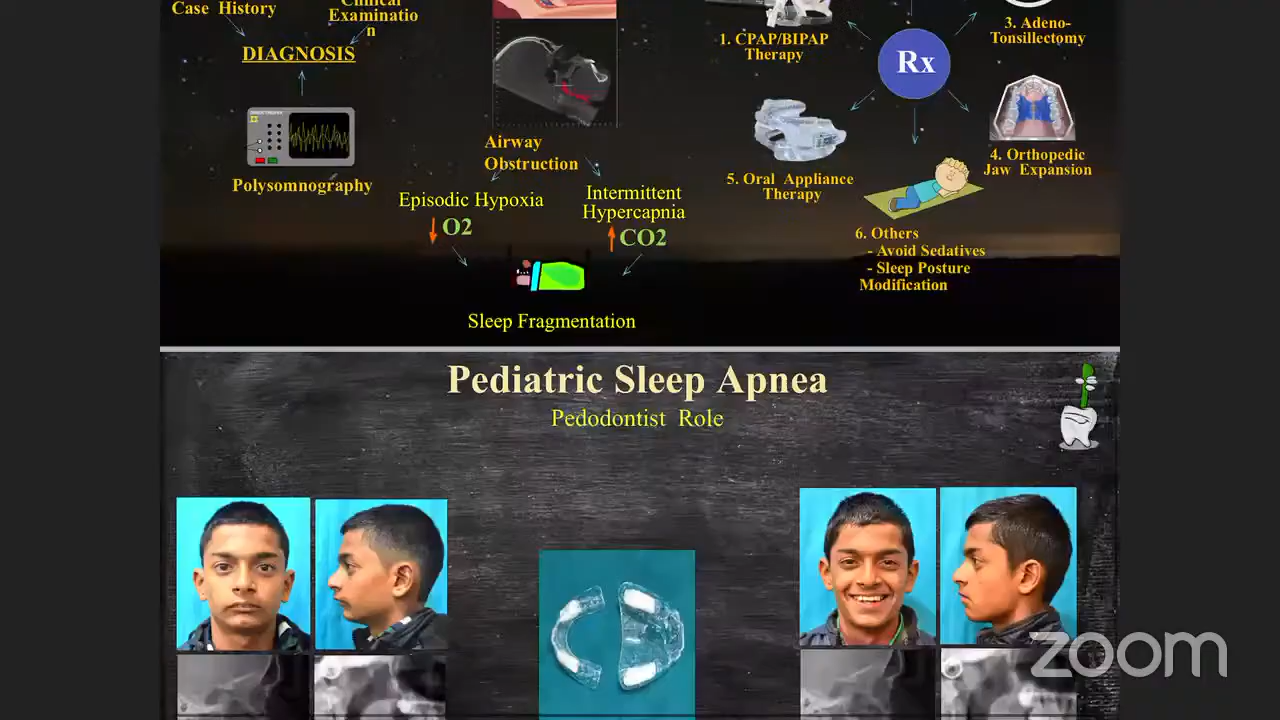 Case History
Clinical
Examinatio
n
DIAGNOSIS
Polysomnography
Airway
Obstruction
Episodic Hypoxia
O2
Intermittent
Hypercapnia
CO2
Sleep Fragmentation
1. CPAP/BIPAP
Therapy
Rx
3. Adeno-
Tonsillectomy
5. Oral Appliance
Therapy
4. Orthopedic
Jaw Expansion
6. Others
- Avoid Sedatives
- Sleep Posture
Modification
Pediatric Sleep Apnea
Pedodontist Role
zoom